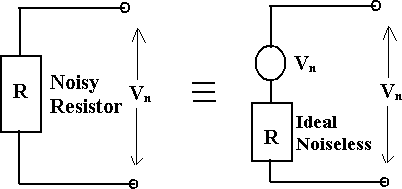 R
Noisy
Resistor
Vn
≡
Vn
R
Ideal
Noiseless
Vn